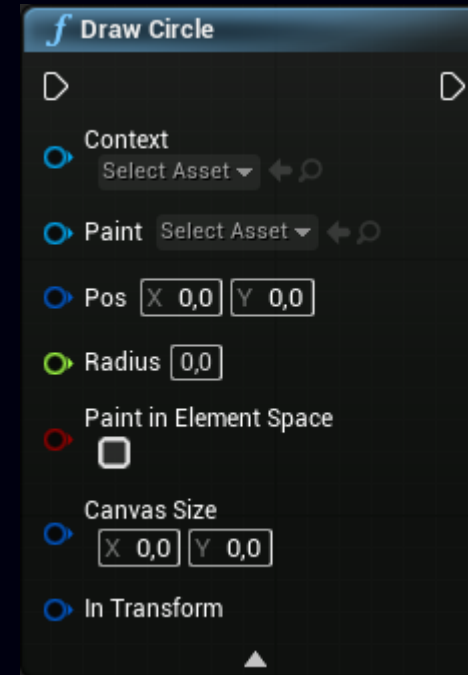 f Draw Circle
Context
Select Asset
Paint Select Asset
Pos X 0,0 Y 0,0
Radius 0,0
Paint in Element Space
Canvas Size
X 0,0 Y 0,0
In Transform